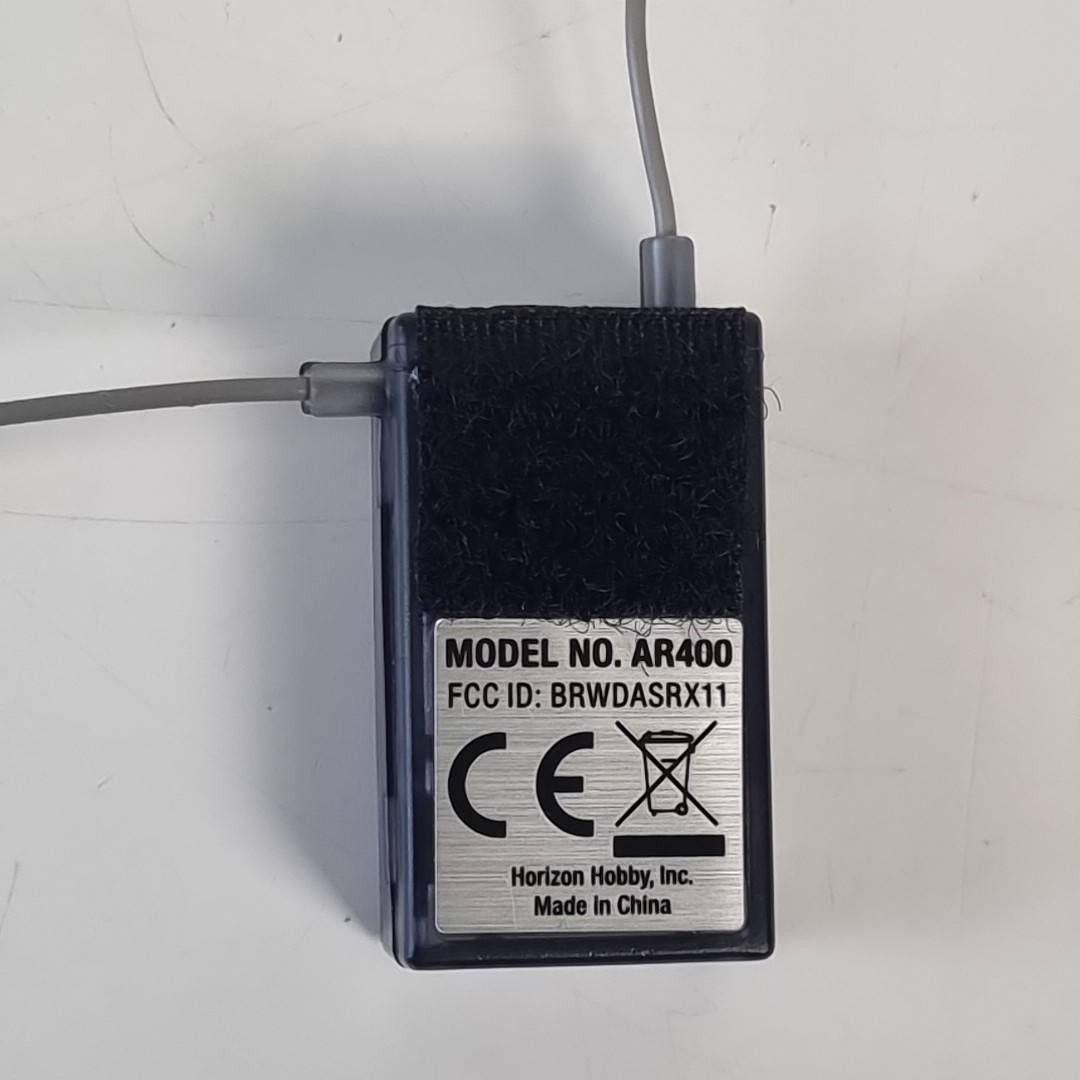 MODEL NO. AR400
FCC ID: BRWDASRX11
CE
Horizon Hobby, Inc.
Made in China